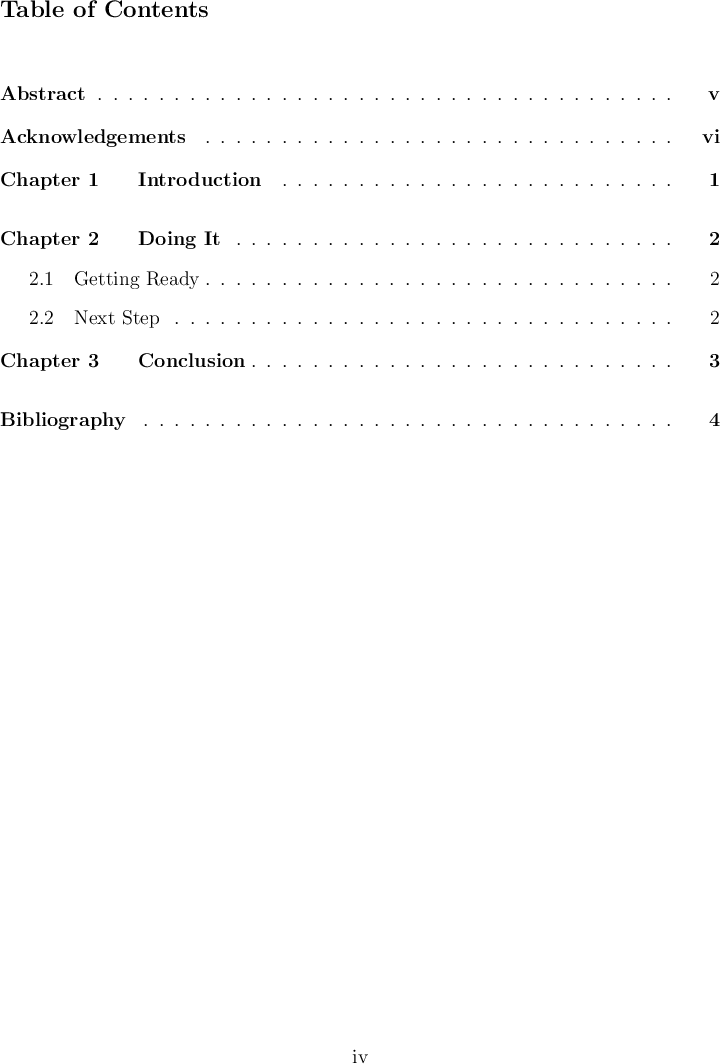 Table of Contents
Abstract . . . . . . . . . . . . . . . . . . . . . . . . . . . . . . . . . . . . . . v
Acknowledgements . . . . . . . . . . . . . . . . . . . . . . . . . . . . . . . vi
Chapter 1 Introduction . . . . . . . . . . . . . . . . . . . . . . . . . . 1
Chapter 2 Doing It . . . . . . . . . . . . . . . . . . . . . . . . . . . . . 2
2.1 Getting Ready . . . . . . . . . . . . . . . . . . . . . . . . . . . . . . . 2
2.2 Next Step . . . . . . . . . . . . . . . . . . . . . . . . . . . . . . . . . 2
Chapter 3 Conclusion . . . . . . . . . . . . . . . . . . . . . . . . . . . . 3
Bibliography . . . . . . . . . . . . . . . . . . . . . . . . . . . . . . . . . . . 4
iv